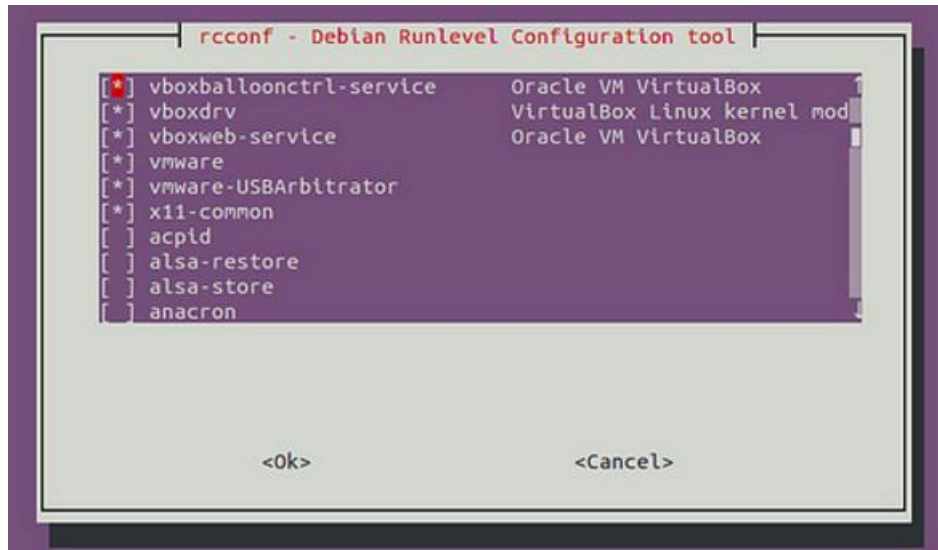 rcconf - Debian Runlevel Configuration tool
[*] vboxballoonctrl-service Oracle VM VirtualBox
[*] vboxdrv VirtualBox Linux kernel mod
[*] vboxweb-service Oracle VM VirtualBox
[*] vmware
[*] vmware-USBArbitrator
[*] x11-common
[ ] acpid
[ ] alsa-restore
[ ] alsa-store
[ ] anacron
<Ok> <Cancel>